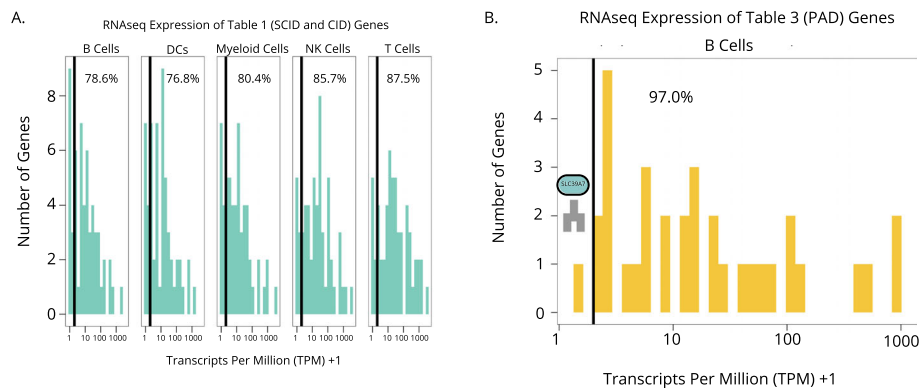 A.
RNAseq Expression of Table 1 (SCID and CID) Genes
B Cells DCs Myeloid Cells NK Cells T Cells
78.6% 76.8% 80.4% 85.7% 87.5%
Number of Genes
8
6
4
2
0
1 10 100 1000 1 10 100 1000 1 10 100 1000 1 10 100 1000 1 10 100 1000
Transcripts Per Million (TPM) +1
B.
RNAseq Expression of Table 3 (PAD) Genes
B Cells
97.0%
Number of Genes
5
4
3
2
1
0
SLC39A7
1 10 100 1000
Transcripts Per Million (TPM) +1